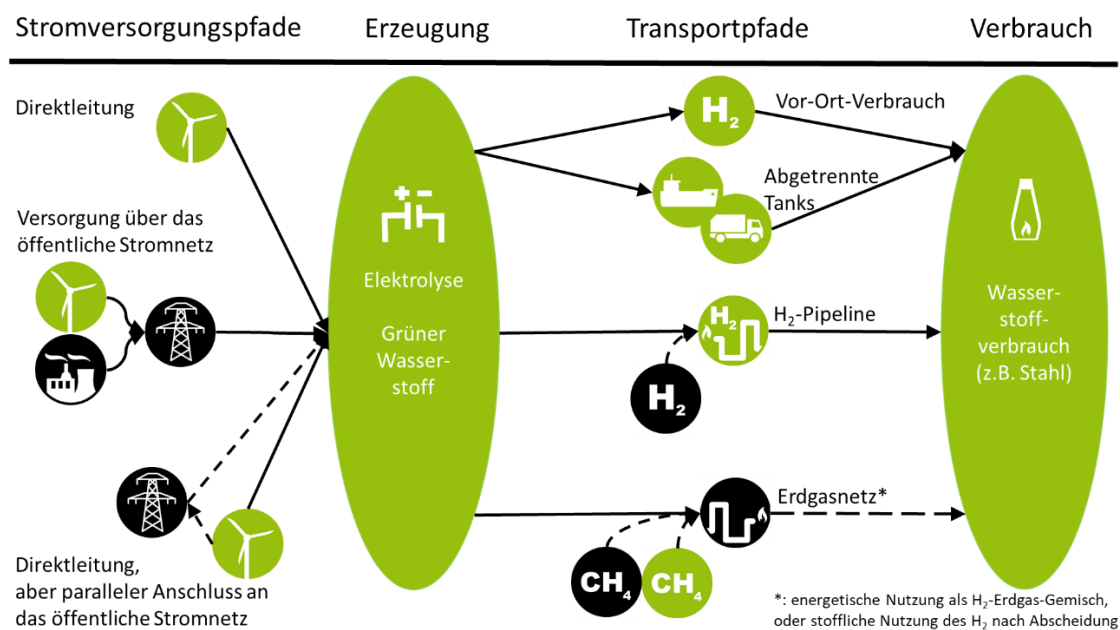 Stromversorgungspfade
Erzeugung
Transportpfade
Verbrauch
Direktleitung
Versorgung über das
öffentliche Stromnetz
Direktleitung,
aber paralleler Anschluss an
das öffentliche Stromnetz
Elektrolyse
Grüner
Wasser-
stoff
H₂
Vor-Ort-Verbrauch
Abgetrennte
Tanks
H₂
H₂-Pipeline
H₂
Erdgasnetz*
CH₄
CH₄
Wasser-
stoff-
verbrauch
(z.B. Stahl)
*: energetische Nutzung als H₂-Erdgas-Gemisch,
oder stoffliche Nutzung des H₂ nach Abscheidung